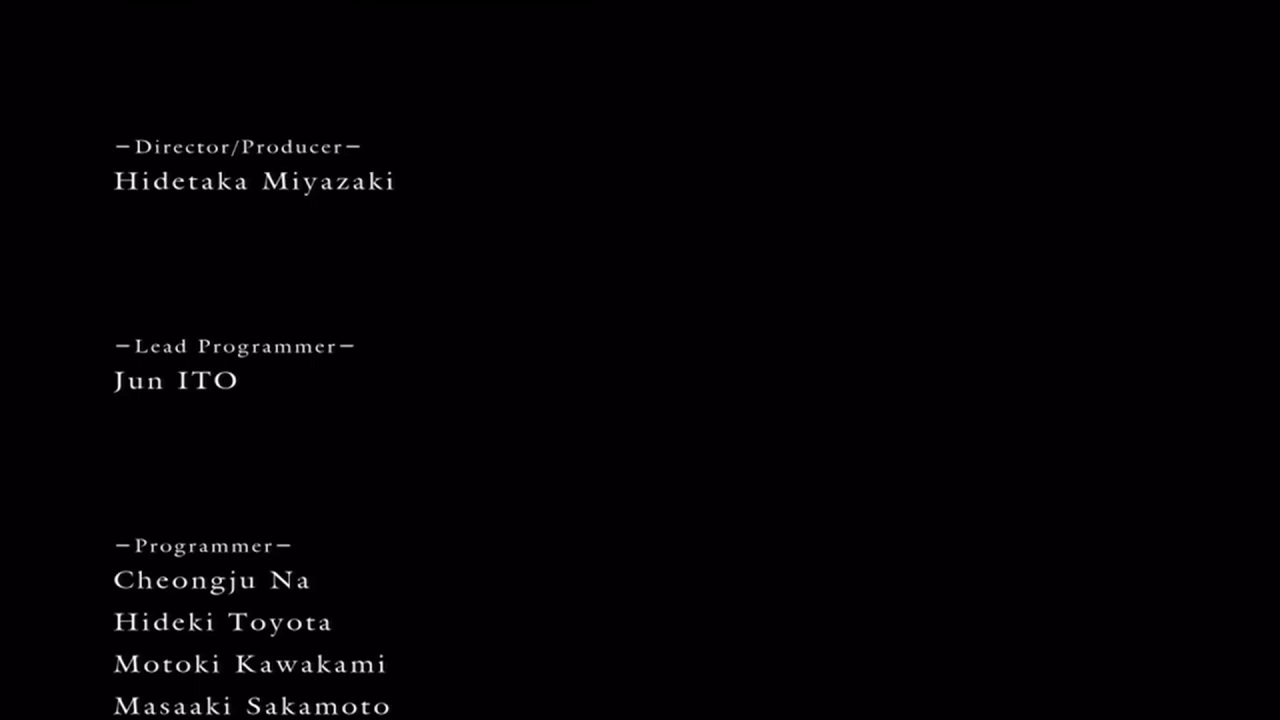 －Director/Producer－
Hidetaka Miyazaki
－Lead Programmer－
Jun ITO
－Programmer－
Cheongju Na
Hideki Toyota
Motoki Kawakami
Masaaki Sakamoto